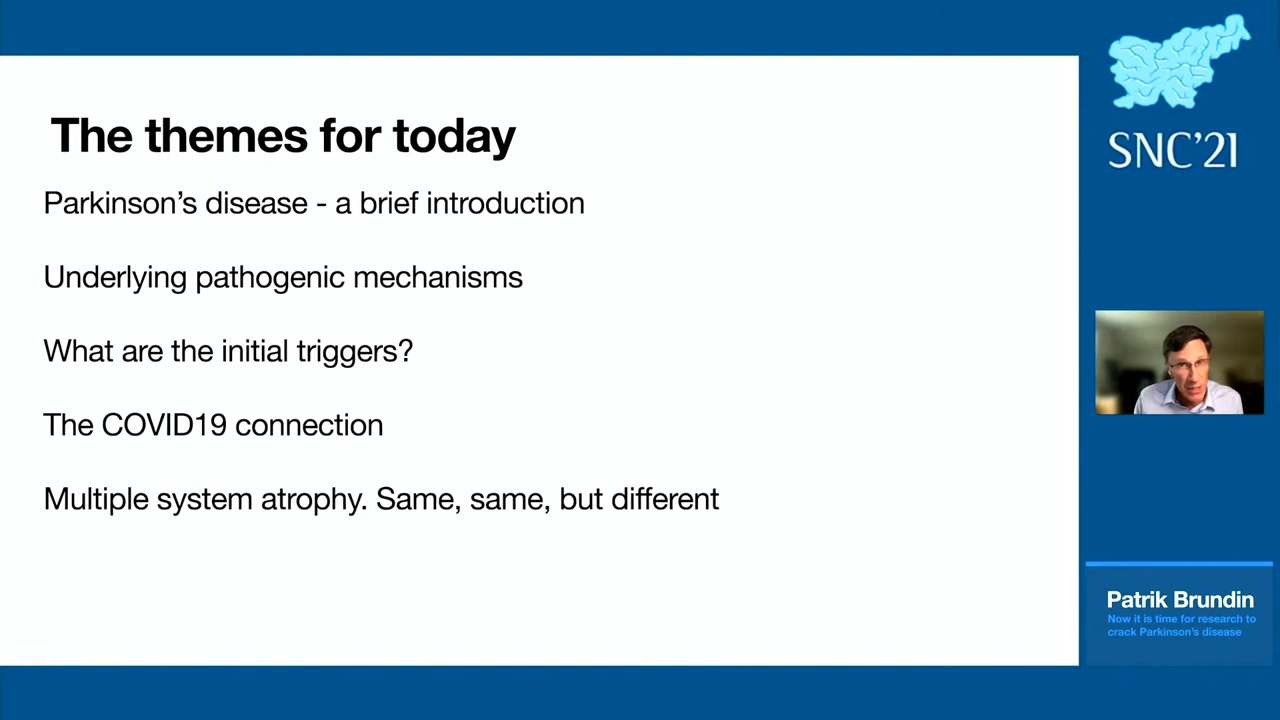 The themes for today
Parkinson's disease - a brief introduction
Underlying pathogenic mechanisms
What are the initial triggers?
The COVID19 connection
Multiple system atrophy. Same, same, but different
SNC'21
Patrik Brundin
Now it is time for research to
crack Parkinson's disease